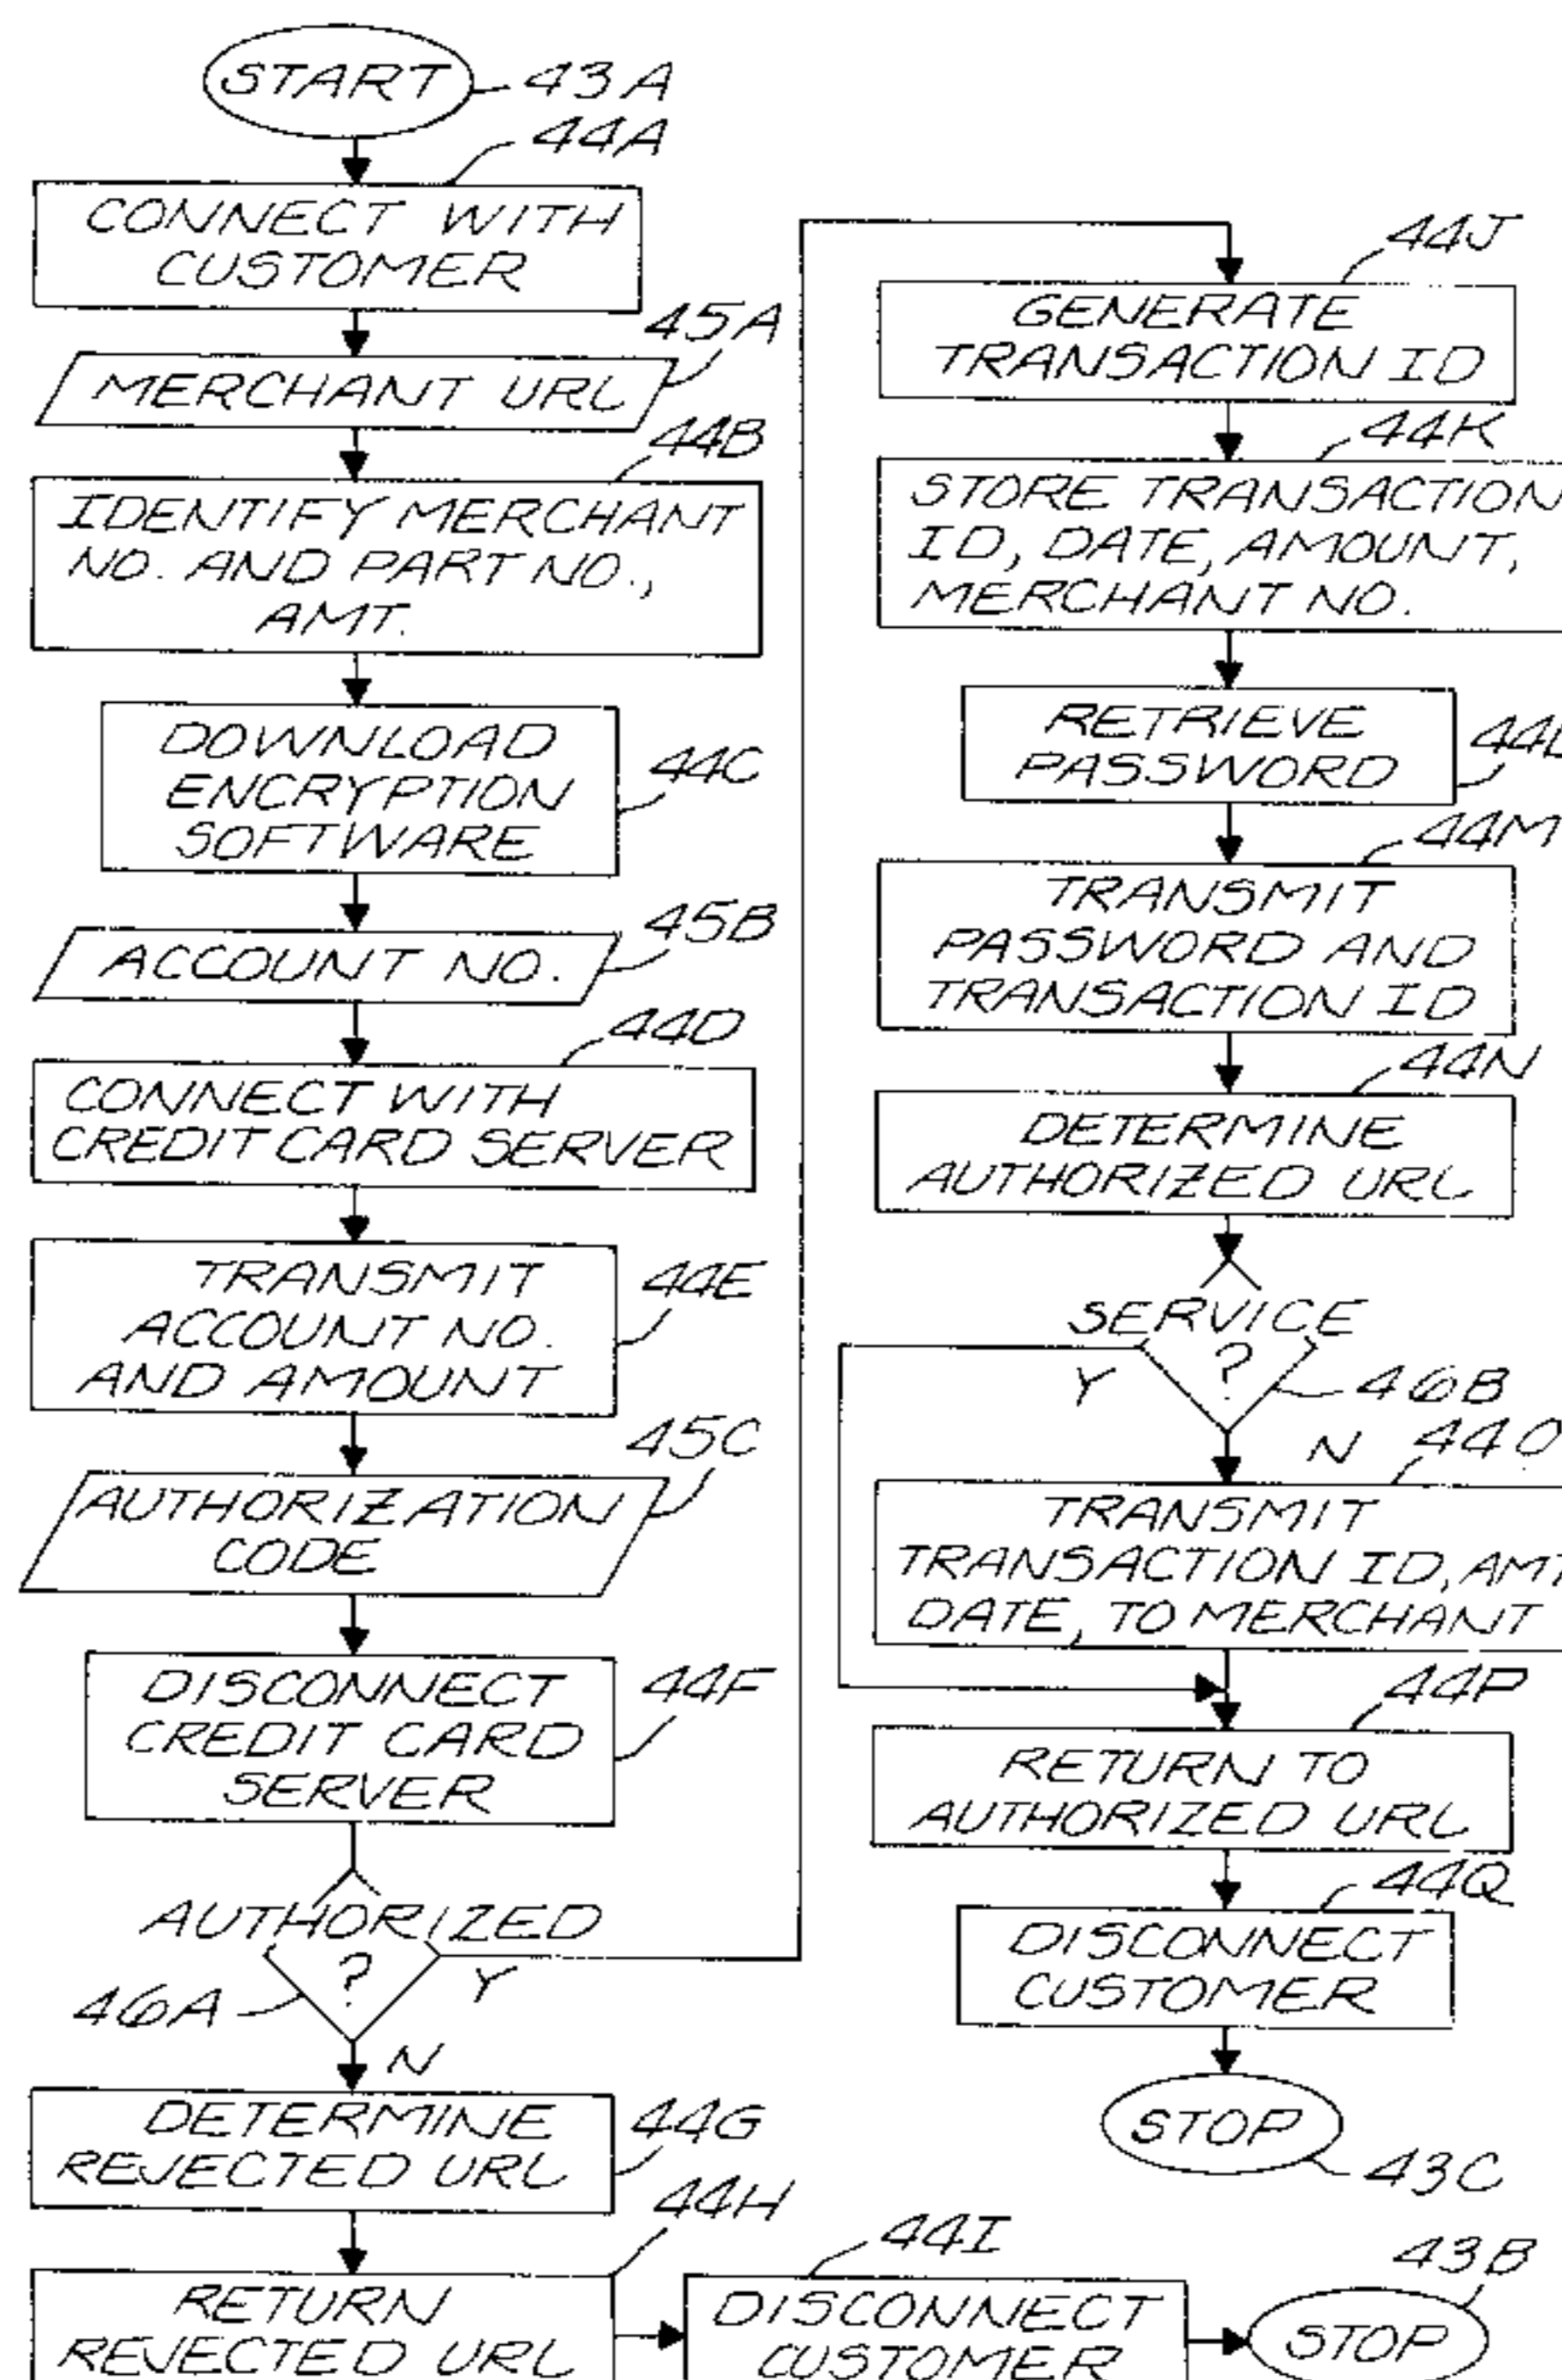 START
43A
44A
CONNECT WITH
CUSTOMER
45A
MERCHANT URL
44B
IDENTIFY MERCHANT
NO. AND PART NO.,
AMT.
DOWNLOAD
ENCRYPTION
SOFTWARE
44C
45B
ACCOUNT NO.
44D
CONNECT WITH
CREDIT CARD SERVER
TRANSMIT
ACCOUNT NO.
AND AMOUNT
44E
45C
AUTHORIZATION
CODE
DISCONNECT
CREDIT CARD
SERVER
44F
AUTHORIZED
?
Y
46A
N
DETERMINE
REJECTED URL
44G
44H
RETURN
REJECTED URL
44I
DISCONNECT
CUSTOMER
43B
STOP
44J
GENERATE
TRANSACTION ID
44K
STORE TRANSACTION
ID, DATE, AMOUNT,
MERCHANT NO.
RETRIEVE
PASSWORD
44L
44M
TRANSMIT
PASSWORD AND
TRANSACTION ID
44N
DETERMINE
AUTHORIZED URL
SERVICE
?
Y
46B
N
44O
TRANSMIT
TRANSACTION ID, AMT
DATE, TO MERCHANT
44P
RETURN TO
AUTHORIZED URL
44Q
DISCONNECT
CUSTOMER
STOP
43C